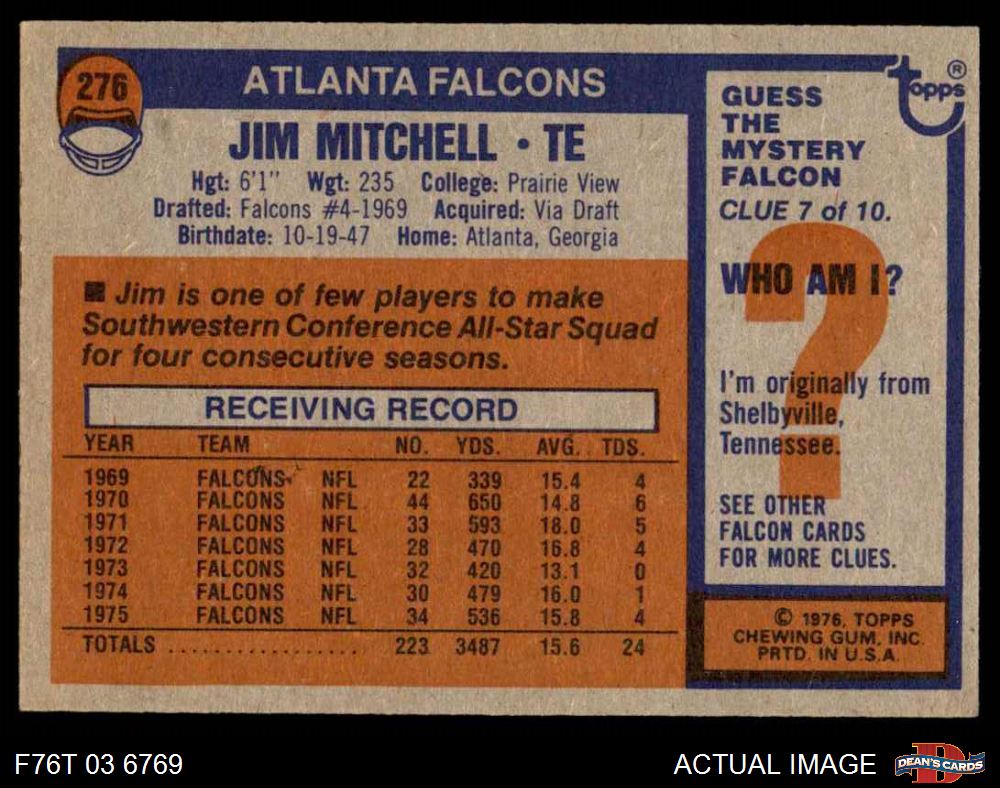 276
ATLANTA FALCONS
JIM MITCHELL • TE
Hgt: 6'1" Wgt: 235 College: Prairie View
Drafted: Falcons #4-1969 Acquired: Via Draft
Birthdate: 10-19-47 Home: Atlanta, Georgia
■ Jim is one of few players to make
Southwestern Conference All-Star Squad
for four consecutive seasons.
RECEIVING RECORD
YEAR TEAM NO. YDS. AVG. TDS.
1969 FALCONS NFL 22 339 15.4 4
1970 FALCONS NFL 44 650 14.8 6
1971 FALCONS NFL 33 593 18.0 5
1972 FALCONS NFL 28 470 16.8 4
1973 FALCONS NFL 32 420 13.1 0
1974 FALCONS NFL 30 479 16.0 1
1975 FALCONS NFL 34 536 15.8 4
TOTALS .................. 223 3487 15.6 24
topps ®
GUESS
THE
MYSTERY
FALCON
CLUE 7 of 10.
?
WHO AM I?
I'm originally from
Shelbyville,
Tennessee.
SEE OTHER
FALCON CARDS
FOR MORE CLUES.
© 1976, TOPPS
CHEWING GUM, INC.
PRTD. IN U.S.A.
F76T 03 6769
ACTUAL IMAGE
D
DEAN'S CARDS